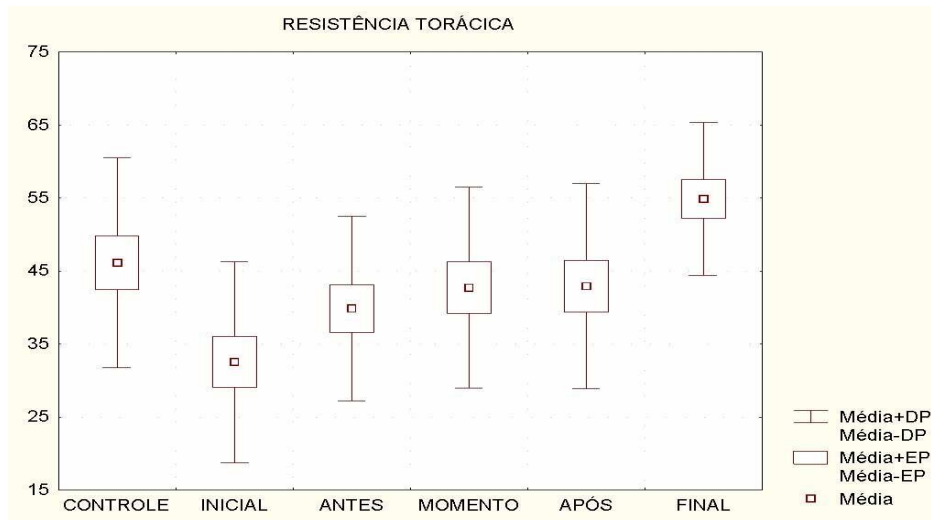 RESISTÊNCIA TORÁCICA
75
65
55
45
35
25
15
CONTROLE INICIAL ANTES MOMENTO APÓS FINAL
Média+DP
Média-DP
Média+EP
Média-EP
Média